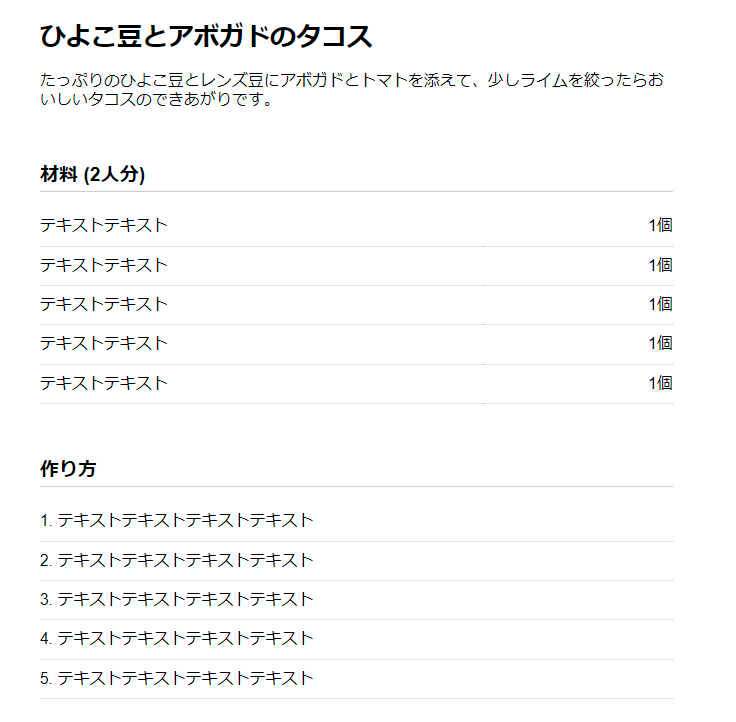 ひよこ豆とアボガドのタコス
たっぷりのひよこ豆とレンズ豆にアボガドとトマトを添えて、少しライムを絞ったらお
いしいタコスのできあがりです。
材料 (2人分)
テキストテキスト 1個
テキストテキスト 1個
テキストテキスト 1個
テキストテキスト 1個
テキストテキスト 1個
作り方
1. テキストテキストテキストテキスト
2. テキストテキストテキストテキスト
3. テキストテキストテキストテキスト
4. テキストテキストテキストテキスト
5. テキストテキストテキストテキスト